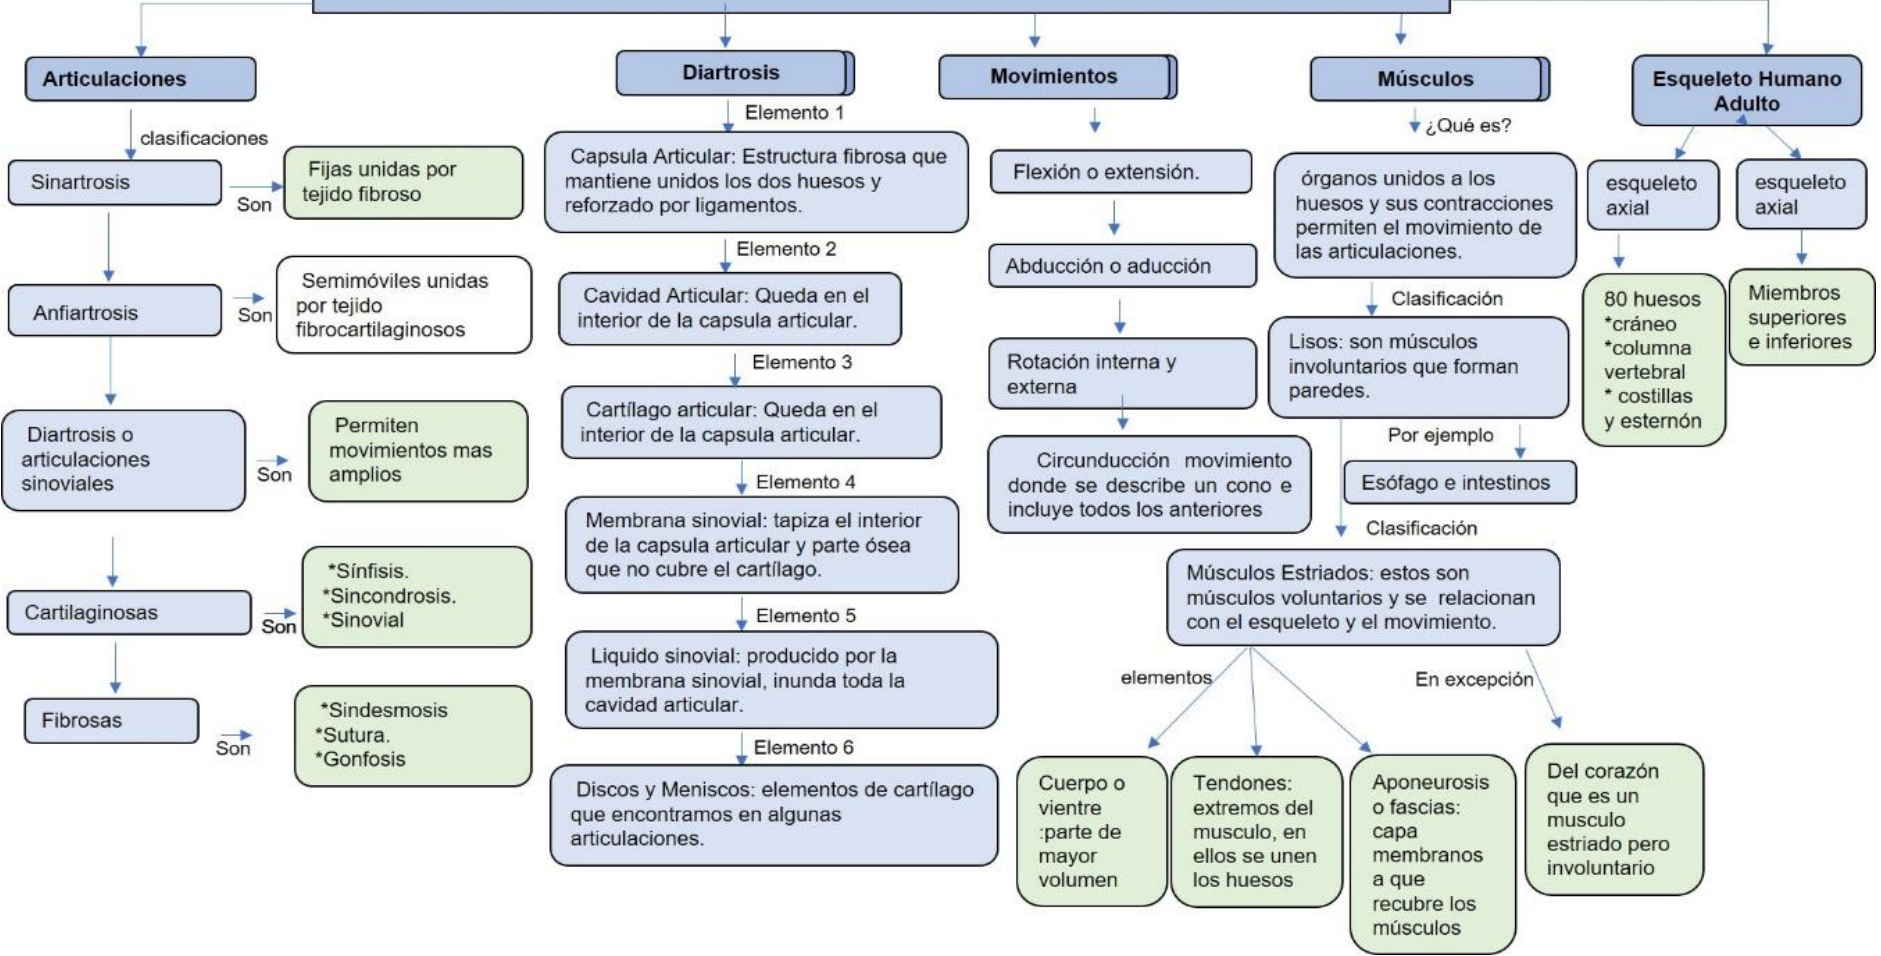 Articulaciones
clasificaciones
Sinartrosis
Son
Fijas unidas por
tejido fibroso
Anfiartrosis
Son
Semimóviles unidas
por tejido
fibrocartilaginosos
Diartrosis o
articulaciones
sinoviales
Son
Permiten
movimientos mas
amplios
Cartilaginosas
Son
*Sínfisis.
*Sincondrosis.
*Sinovial
Fibrosas
Son
*Sindesmosis
*Sutura.
*Gonfosis
Diartrosis
Elemento 1
Capsula Articular: Estructura fibrosa que
mantiene unidos los dos huesos y
reforzado por ligamentos.
Elemento 2
Cavidad Articular: Queda en el
interior de la capsula articular.
Elemento 3
Cartílago articular: Queda en el
interior de la capsula articular.
Elemento 4
Membrana sinovial: tapiza el interior
de la capsula articular y parte ósea
que no cubre el cartílago.
Elemento 5
Liquido sinovial: producido por la
membrana sinovial, inunda toda la
cavidad articular.
Elemento 6
Discos y Meniscos: elementos de cartílago
que encontramos en algunas
articulaciones.
Movimientos
Flexión o extensión.
Abducción o aducción
Rotación interna y
externa
Circunducción movimiento
donde se describe un cono e
incluye todos los anteriores
Músculos
¿Qué es?
órganos unidos a los
huesos y sus contracciones
permiten el movimiento de
las articulaciones.
Clasificación
Lisos: son músculos
involuntarios que forman
paredes.
Por ejemplo
Esófago e intestinos
Clasificación
Músculos Estriados: estos son
músculos voluntarios y se relacionan
con el esqueleto y el movimiento.
elementos
En excepción
Cuerpo o
vientre
:parte de
mayor
volumen
Tendones:
extremos del
musculo, en
ellos se unen
los huesos
Aponeurosis
o fascias:
capa
membranos
a que
recubre los
músculos
Del corazón
que es un
musculo
estriado pero
involuntario
Esqueleto Humano
Adulto
esqueleto
axial
80 huesos
*cráneo
*columna
vertebral
* costillas
y esternón
esqueleto
axial
Miembros
superiores
e inferiores